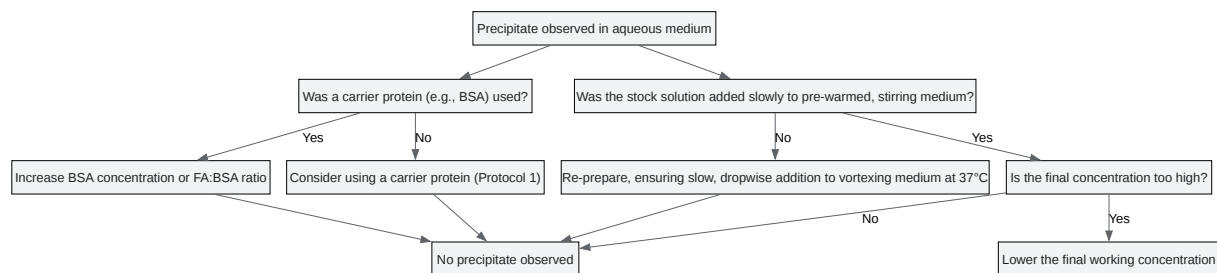 Precipitate observed in aqueous medium
Was a carrier protein (e.g., BSA) used?
Was the stock solution added slowly to pre-warmed, stirring medium?
Yes
No
No
Yes
Increase BSA concentration or FA:BSA ratio
Consider using a carrier protein (Protocol 1)
Re-prepare, ensuring slow, dropwise addition to vortexing medium at 37°C
Is the final concentration too high?
No
Yes
No precipitate observed
Lower the final working concentration